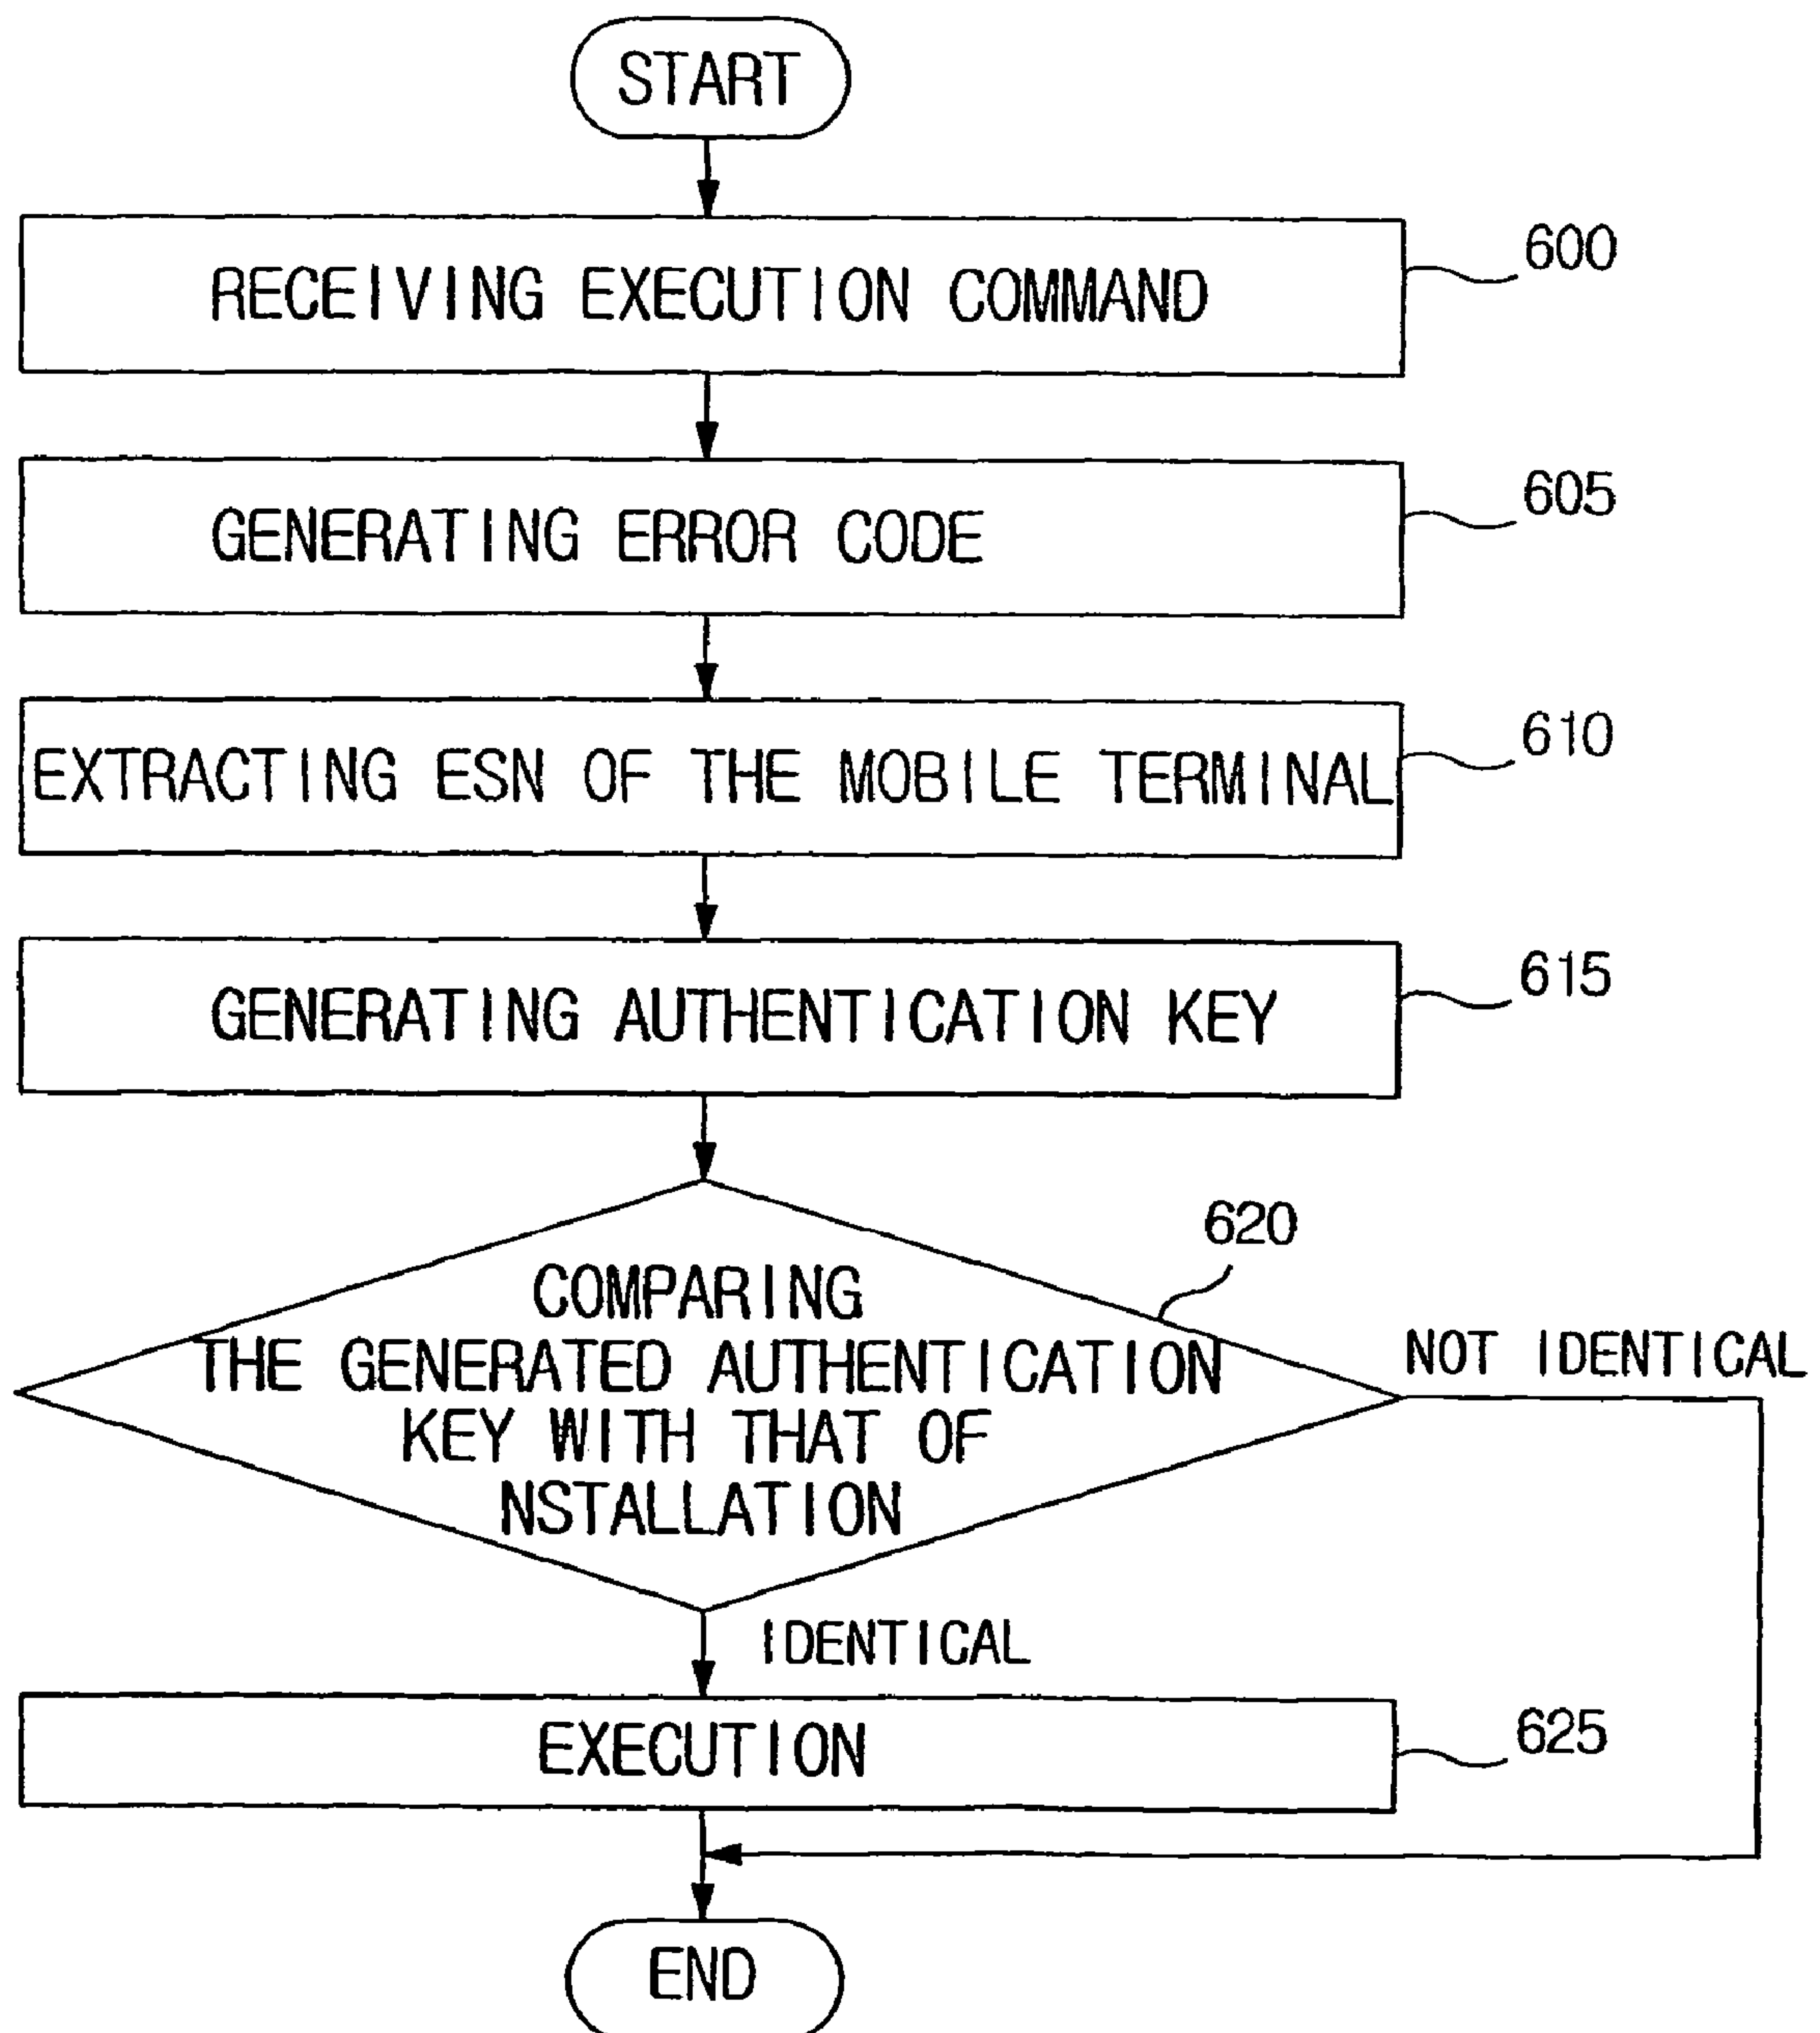 START
RECEIVING EXECUTION COMMAND
600
GENERATING ERROR CODE
605
EXTRACTING ESN OF THE MOBILE TERMINAL
610
GENERATING AUTHENTICATION KEY
615
620
COMPARING
THE GENERATED AUTHENTICATION
KEY WITH THAT OF
NSTALLATION
NOT IDENTICAL
IDENTICAL
EXECUTION
625
END